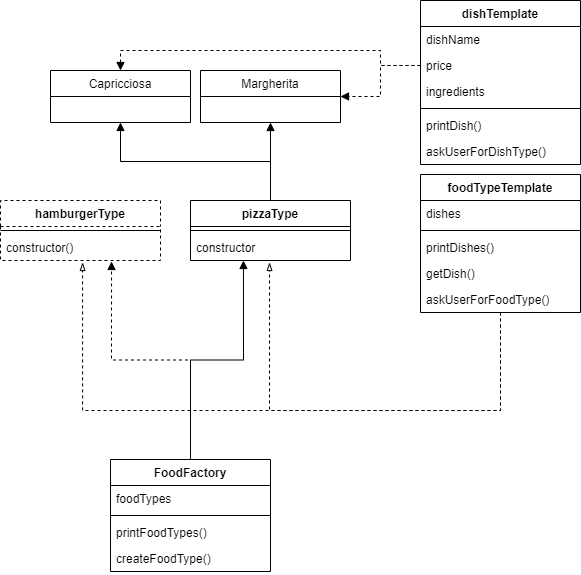 dishTemplate
dishName
price
ingredients
printDish()
askUserForDishType()
Capricciosa
Margherita
foodTypeTemplate
dishes
printDishes()
getDish()
askUserForFoodType()
hamburgerType
constructor()
pizzaType
constructor
FoodFactory
foodTypes
printFoodTypes()
createFoodType()